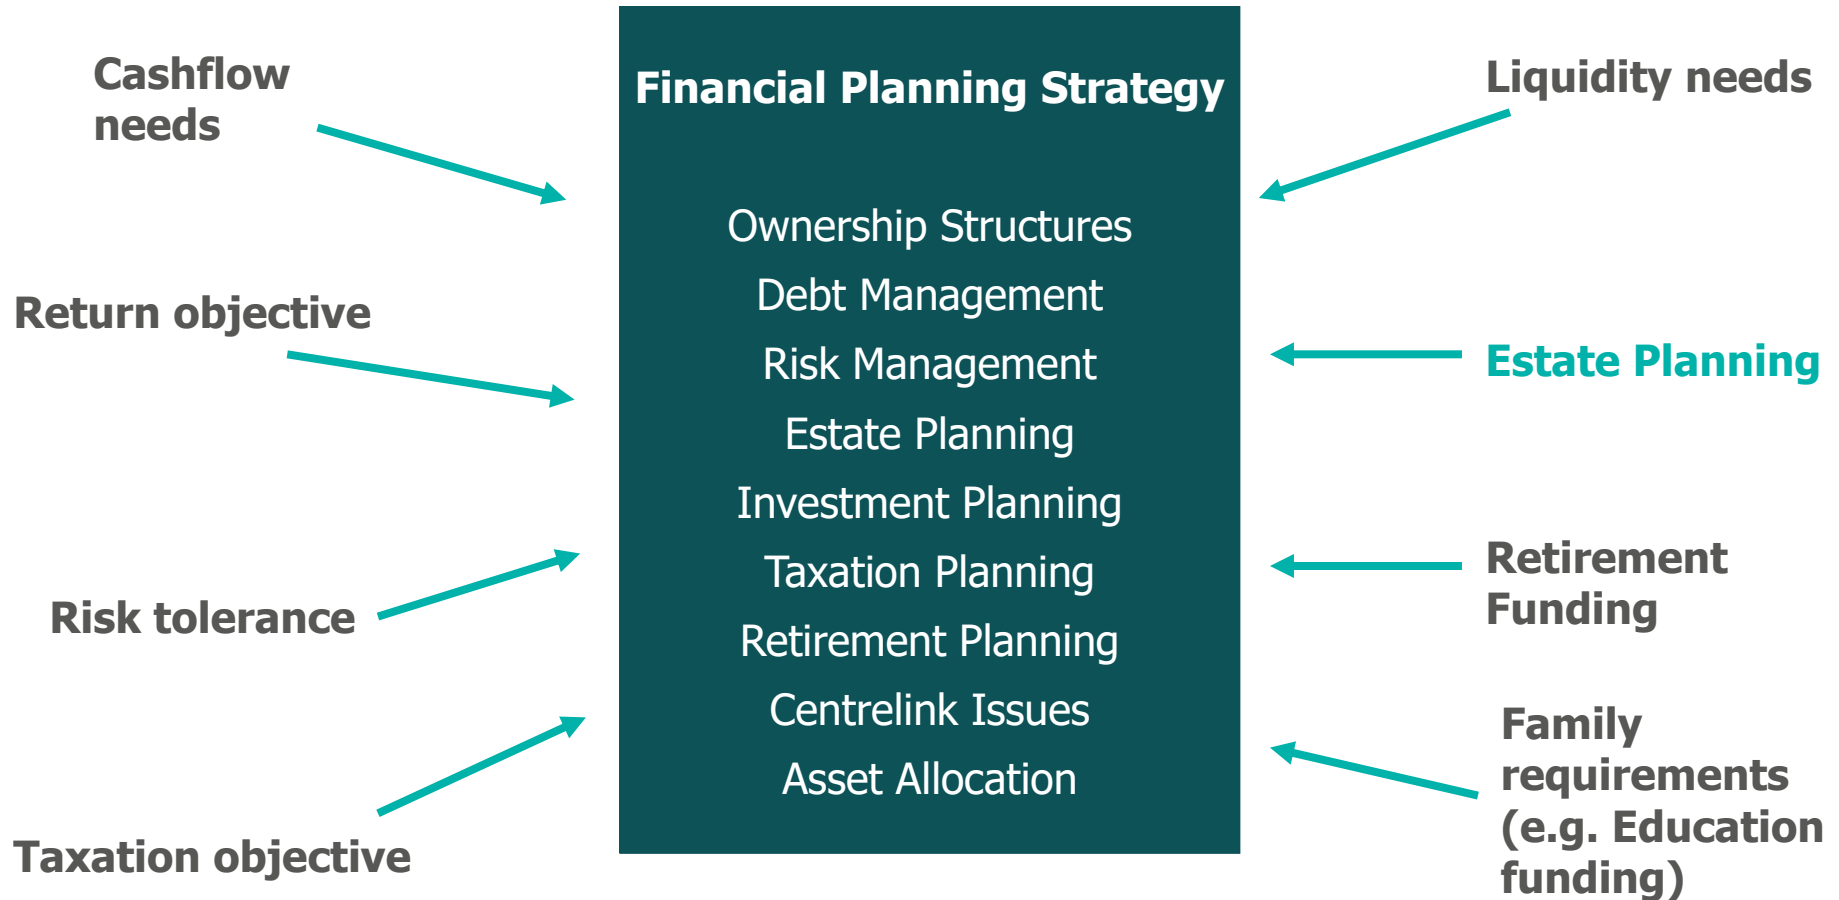 Cashflow
needs
Return objective
Risk tolerance
Taxation objective
Financial Planning Strategy
Ownership Structures
Debt Management
Risk Management
Estate Planning
Investment Planning
Taxation Planning
Retirement Planning
Centrelink Issues
Asset Allocation
Liquidity needs
Estate Planning
Retirement
Funding
Family
requirements
(e.g. Education
funding)